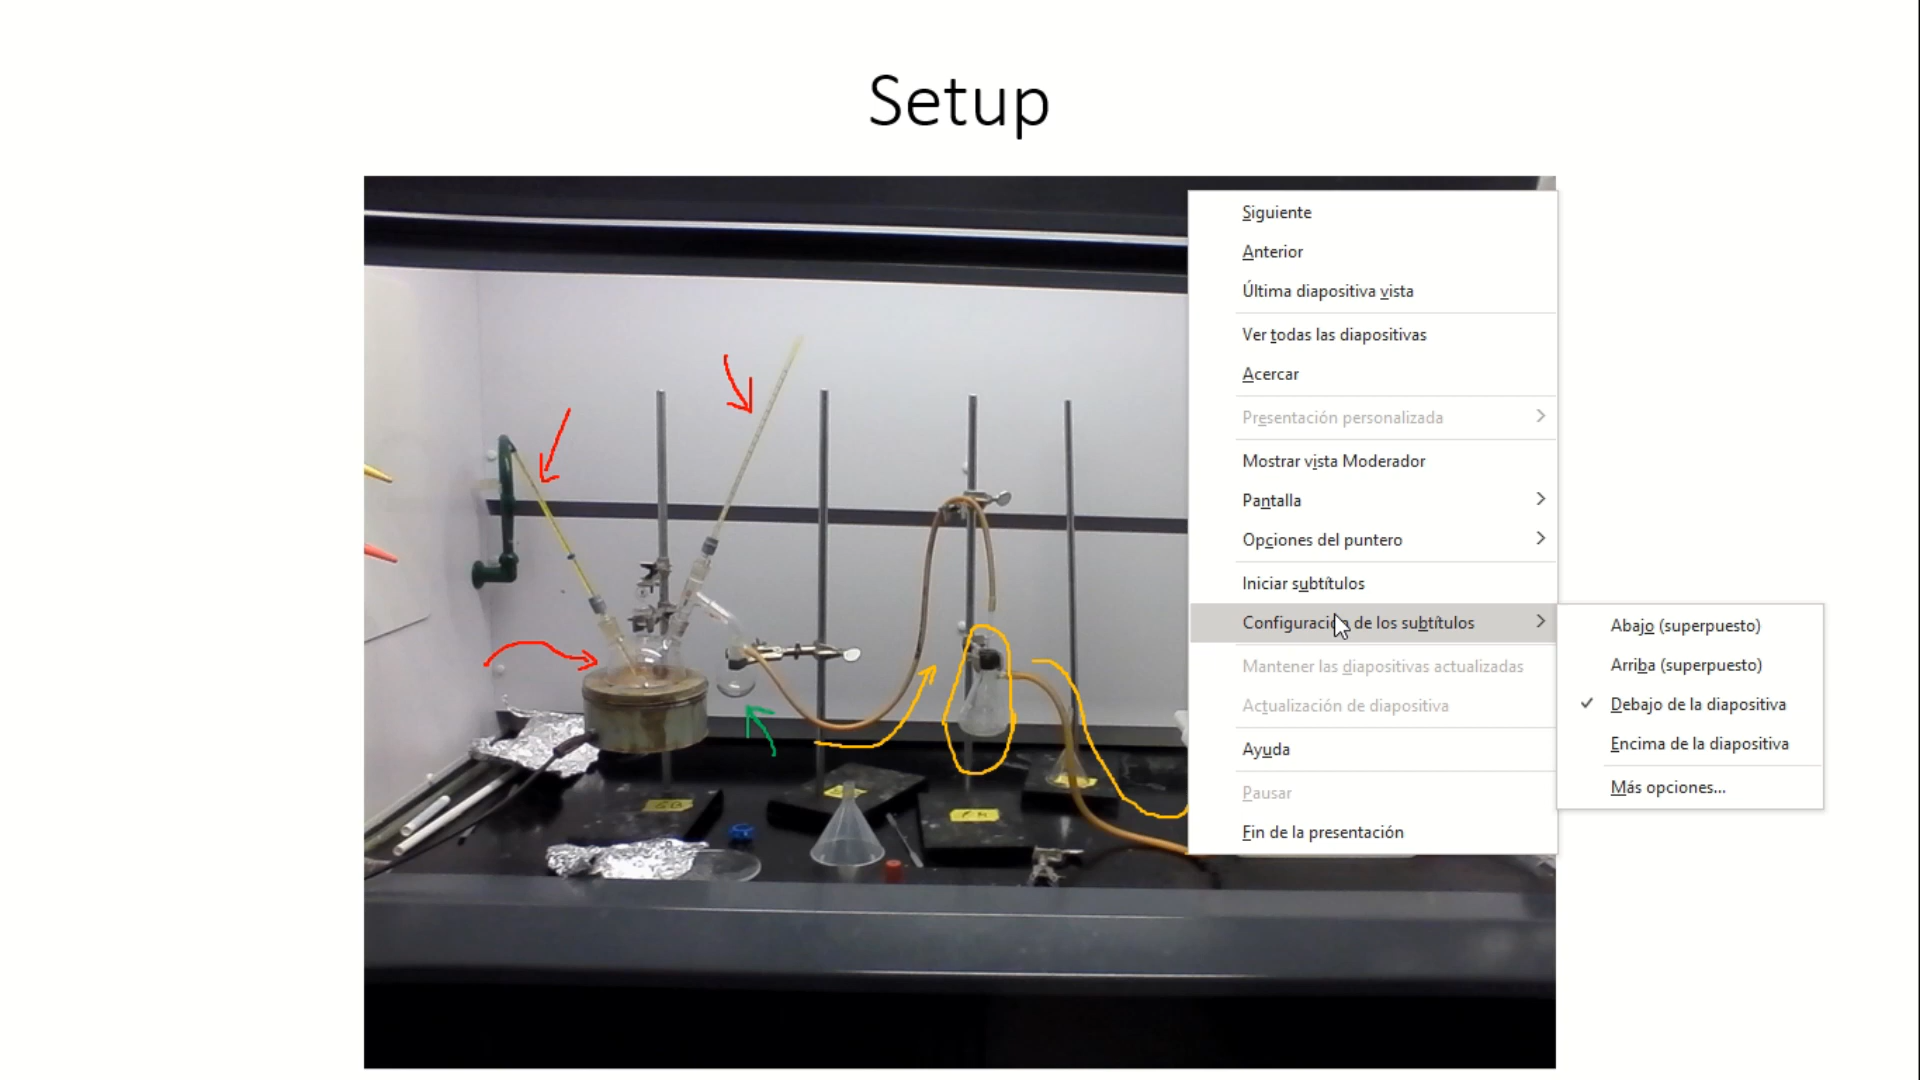 Setup
Siguiente
Anterior
Última diapositiva vista
Ver todas las diapositivas
Acercar
Presentación personalizada
Mostrar vista Moderador
Pantalla
Opciones del puntero
Iniciar subtítulos
Configuración de los subtítulos
Mantener las diapositivas actualizadas
Actualización de diapositiva
Ayuda
Pausar
Fin de la presentación
Abajo (superpuesto)
Arriba (superpuesto)
Debajo de la diapositiva
Encima de la diapositiva
Más opciones...